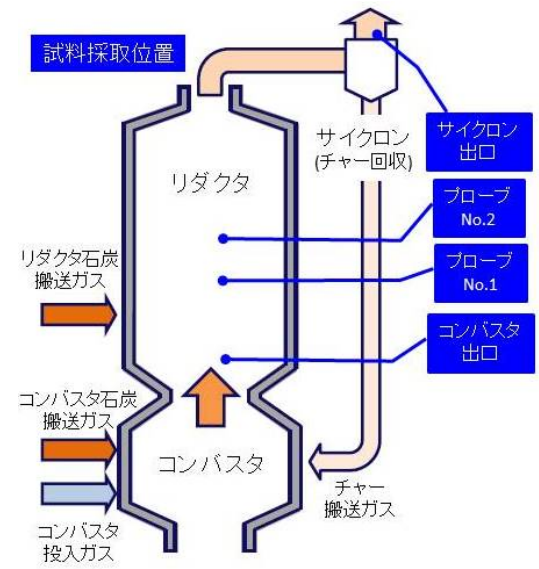 試料採取位置
サイクロン
出口
サイクロン
(チャー回収)
リダクタ
プローブ
No.2
プローブ
No.1
リダクタ石炭
搬送ガス
コンバスタ
出口
コンバスタ石炭
搬送ガス
コンバスタ
チャー
搬送ガス
コンバスタ
投入ガス